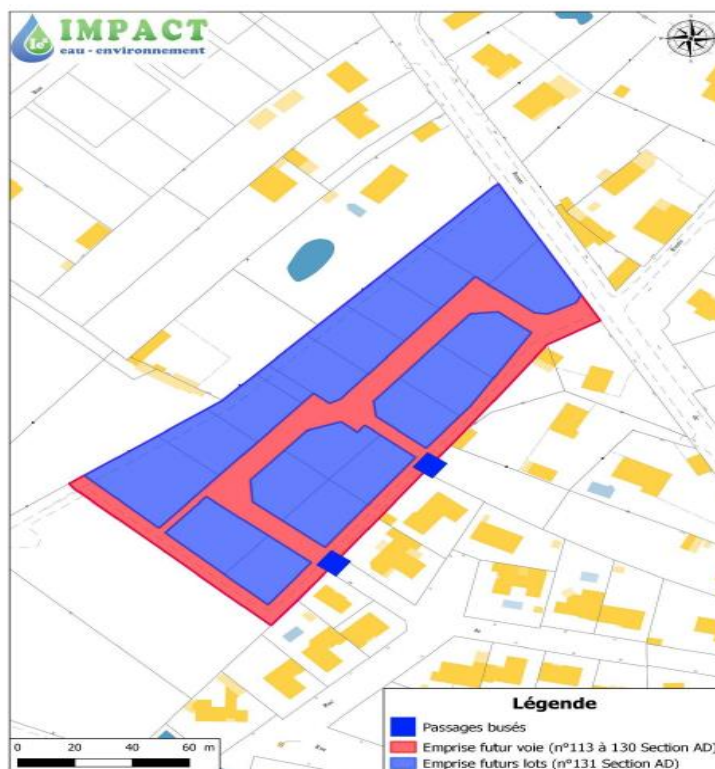 IMPACT
eau - environnement
Légende
Passages busés
Emprise futur voie (n°113 à 130 Section AD)
Emprise futurs lots (n°131 Section AD)
0 20 40 60 m